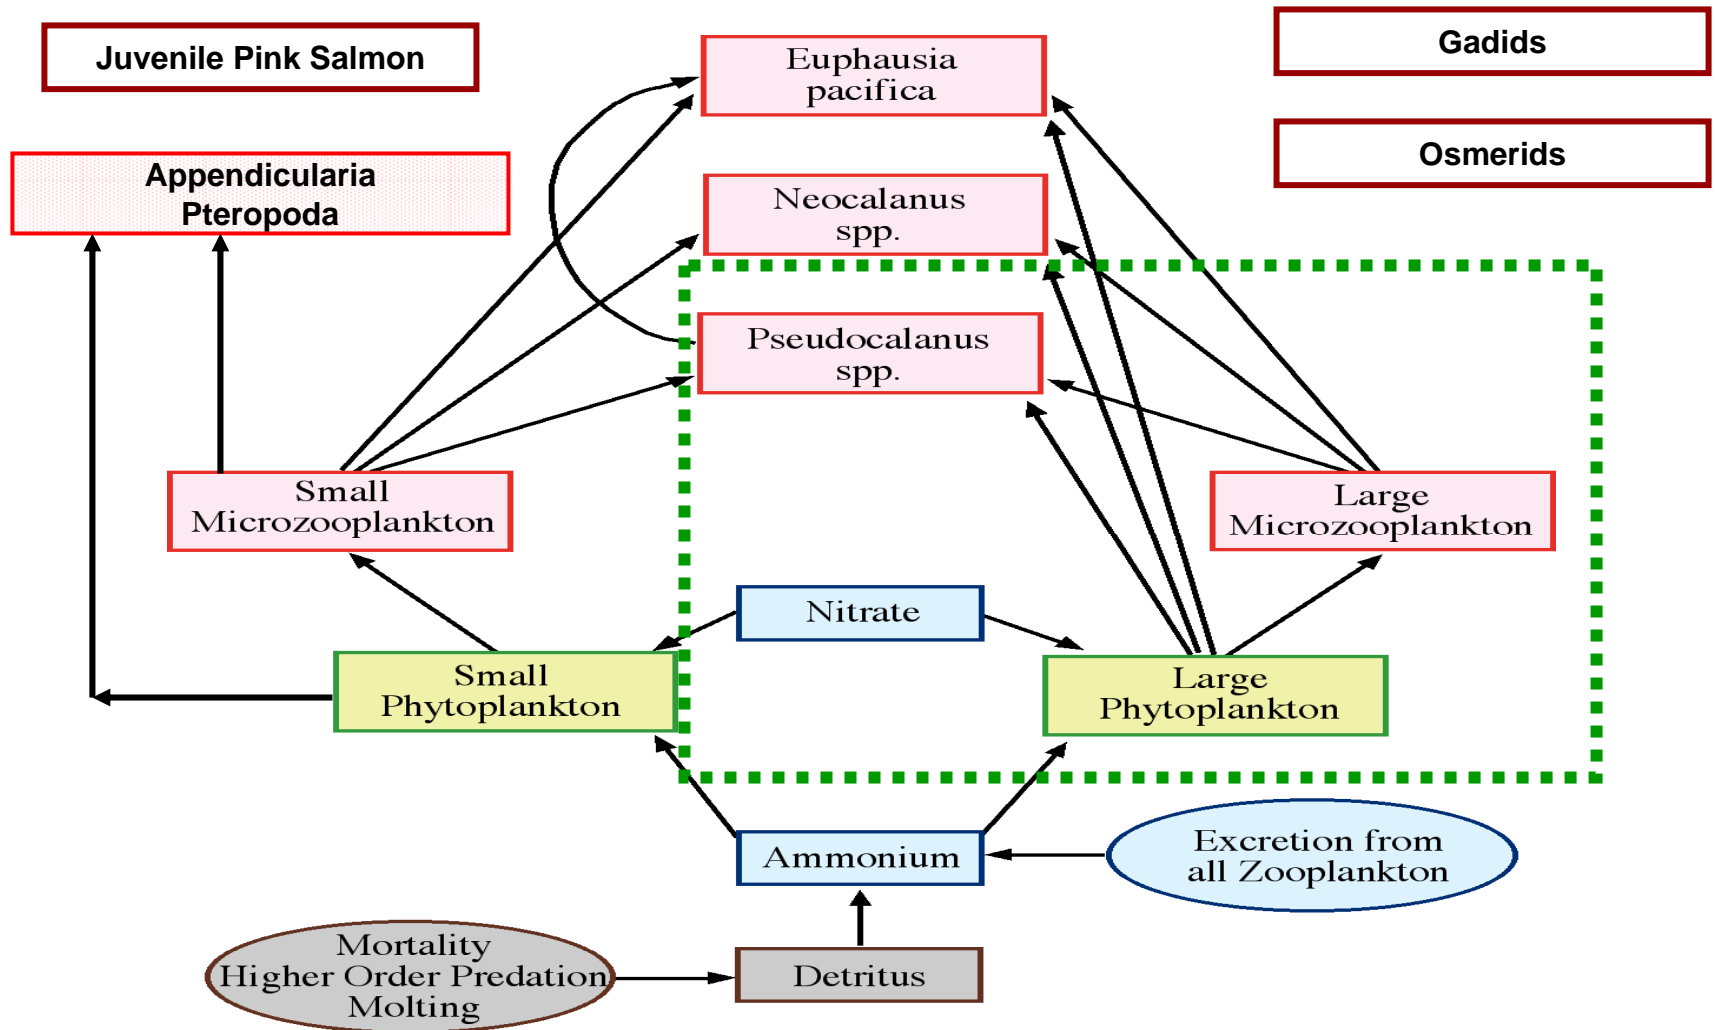 Juvenile Pink Salmon
Euphausia
pacifica
Gadids
Osmerids
Appendicularia
Pteropoda
Neocalanus
spp.
Pseudocalanus
spp.
Small
Microzooplankton
Large
Microzooplankton
Nitrate
Small
Phytoplankton
Large
Phytoplankton
Ammonium
Excretion from
all Zooplankton
Mortality
Higher Order Predation
Molting
Detritus